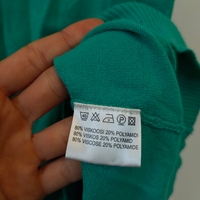 80% VISKOOSI 20% POLYAMIDI
80% VISKOS 20% POLYAMID
80% VISCOSE 20% POLYAMIDE